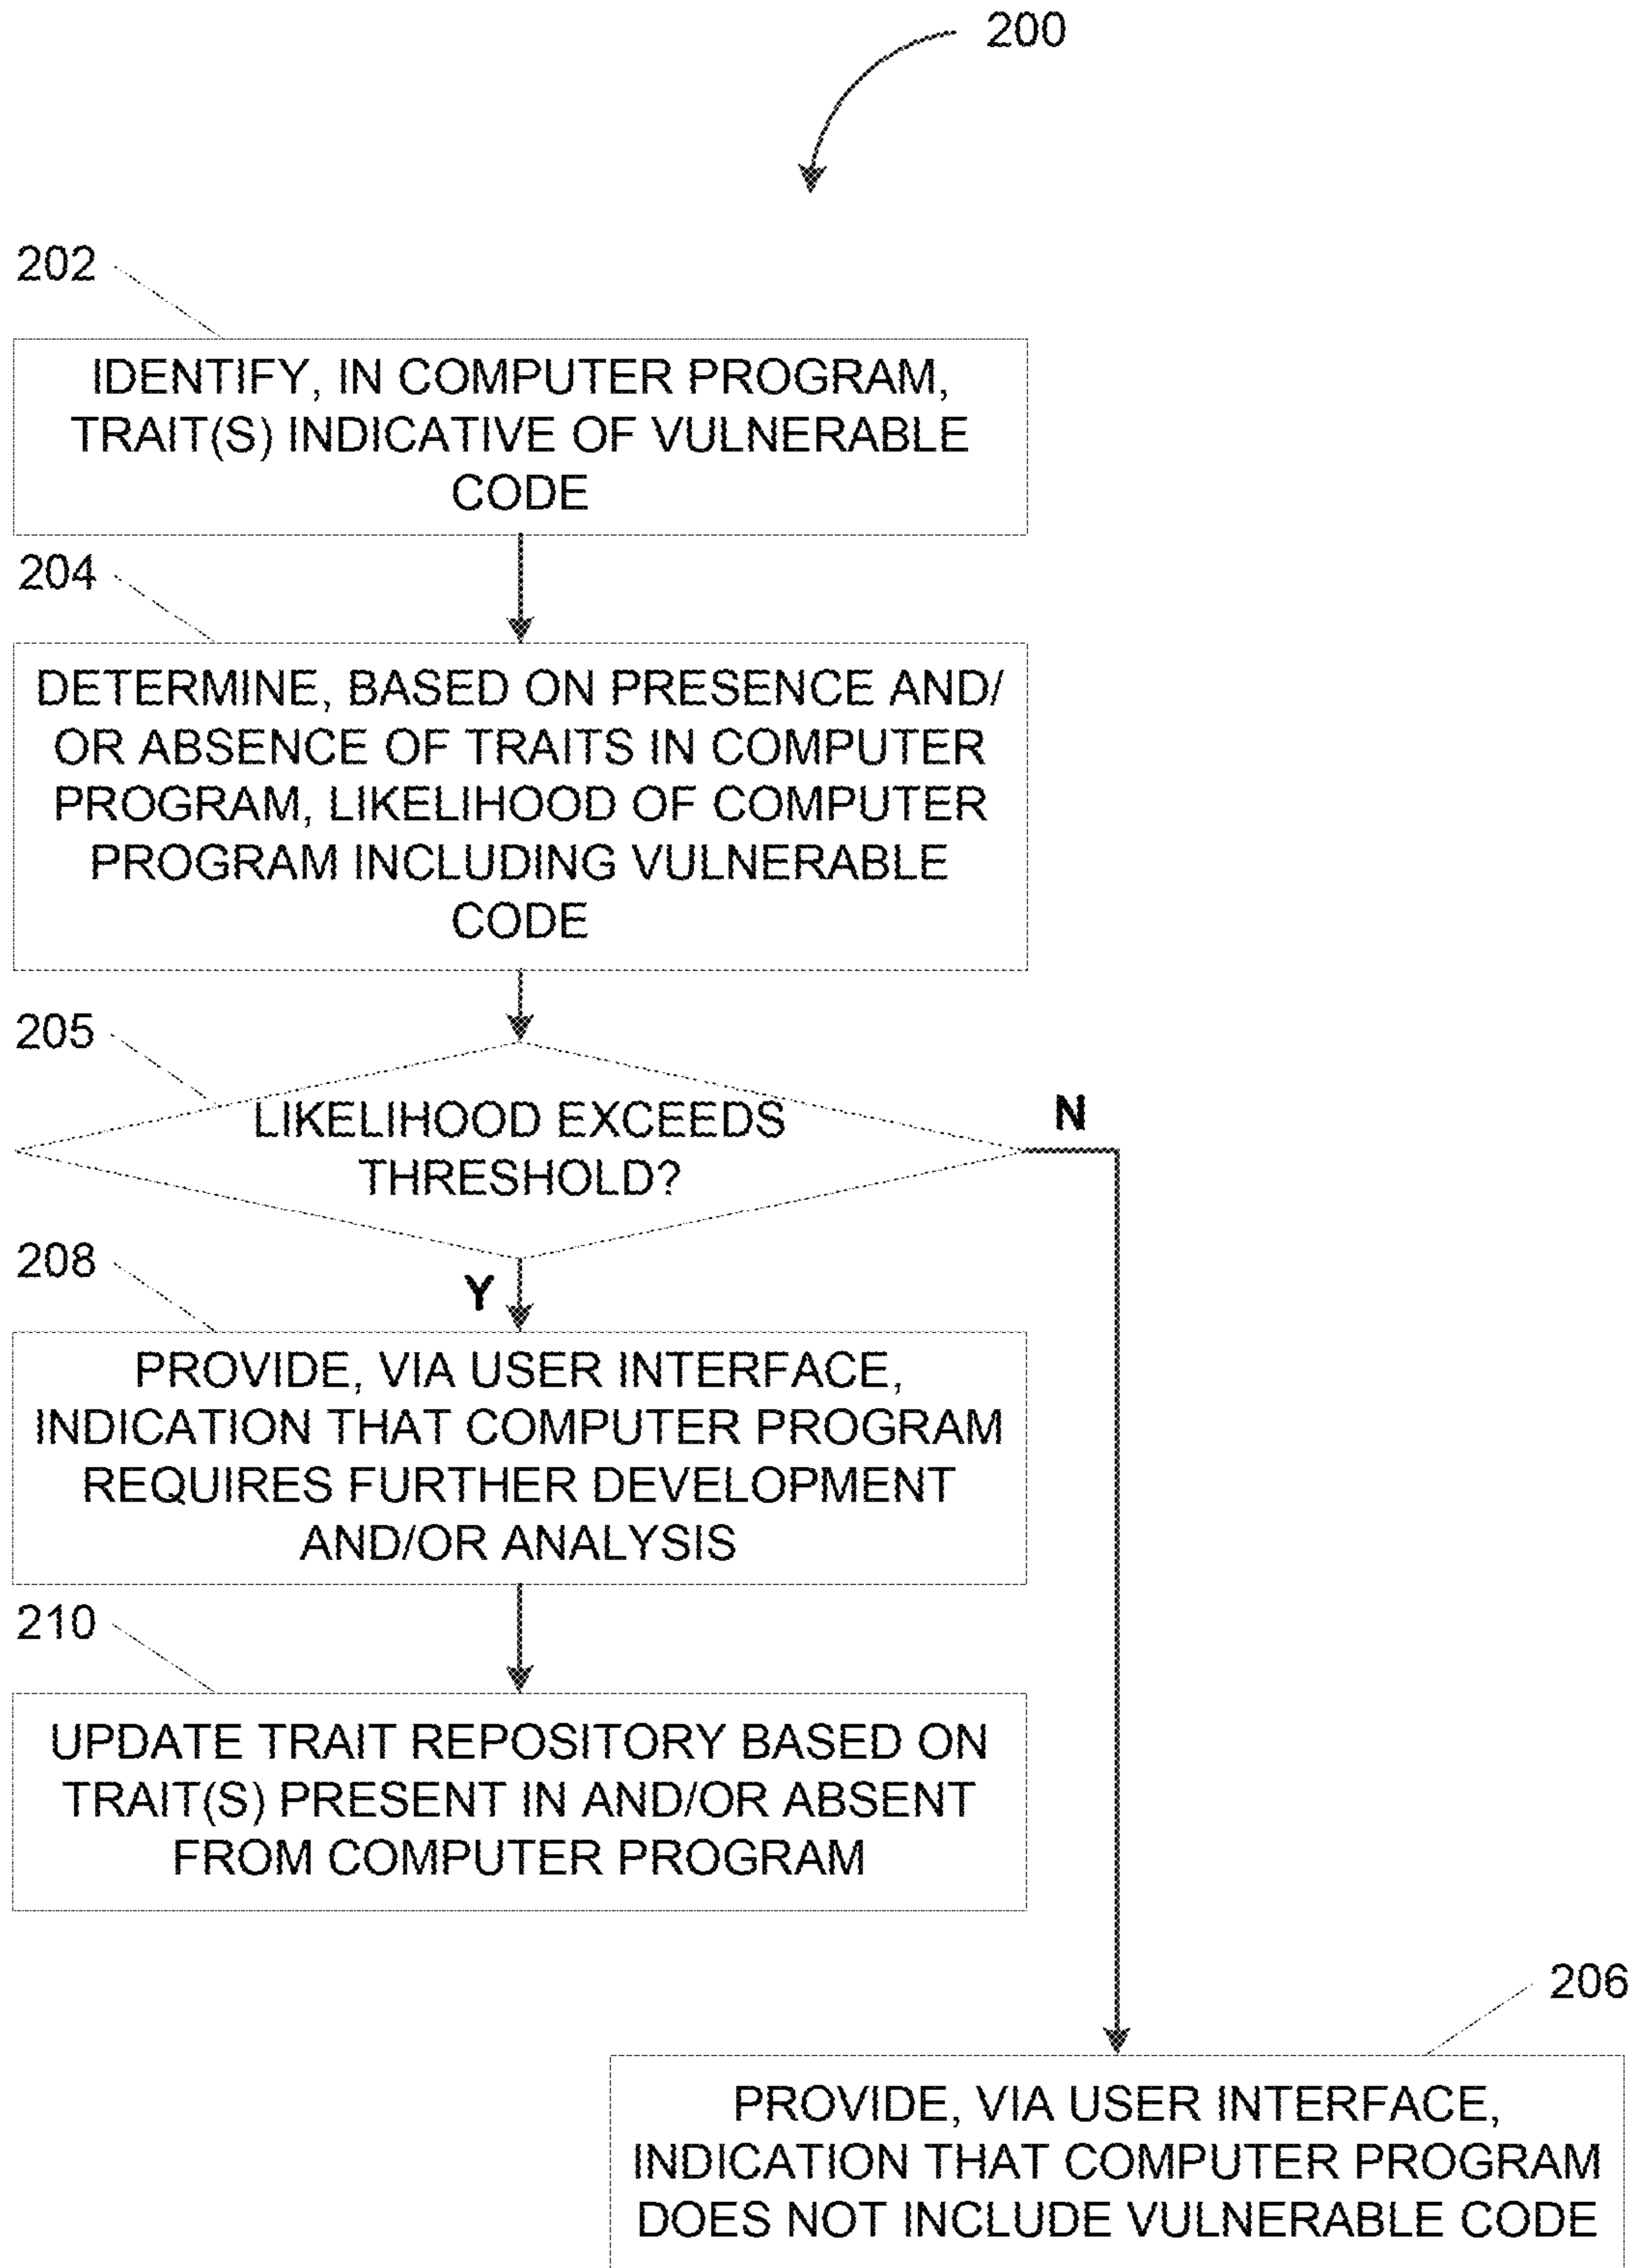 200
202
IDENTIFY, IN COMPUTER PROGRAM,
TRAIT(S) INDICATIVE OF VULNERABLE
CODE
204
DETERMINE, BASED ON PRESENCE AND/
OR ABSENCE OF TRAITS IN COMPUTER
PROGRAM, LIKELIHOOD OF COMPUTER
PROGRAM INCLUDING VULNERABLE
CODE
205
LIKELIHOOD EXCEEDS
THRESHOLD?
N
208
Y
PROVIDE, VIA USER INTERFACE,
INDICATION THAT COMPUTER PROGRAM
REQUIRES FURTHER DEVELOPMENT
AND/OR ANALYSIS
210
UPDATE TRAIT REPOSITORY BASED ON
TRAIT(S) PRESENT IN AND/OR ABSENT
FROM COMPUTER PROGRAM
206
PROVIDE, VIA USER INTERFACE,
INDICATION THAT COMPUTER PROGRAM
DOES NOT INCLUDE VULNERABLE CODE